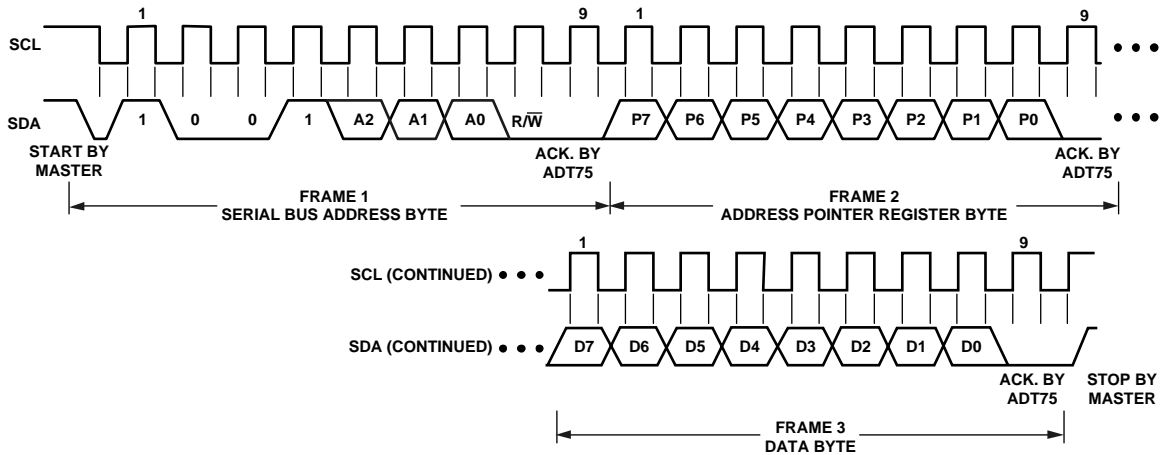 1 9 1 9
SCL
SDA
1 0 0 1 A2 A1 A0 R/W̅ P7 P6 P5 P4 P3 P2 P1 P0
START BY
MASTER
ACK. BY
ADT75
ACK. BY
ADT75
FRAME 1
SERIAL BUS ADDRESS BYTE
FRAME 2
ADDRESS POINTER REGISTER BYTE
1 9
SCL (CONTINUED)
SDA (CONTINUED)
D7 D6 D5 D4 D3 D2 D1 D0
ACK. BY
ADT75
STOP BY
MASTER
FRAME 3
DATA BYTE